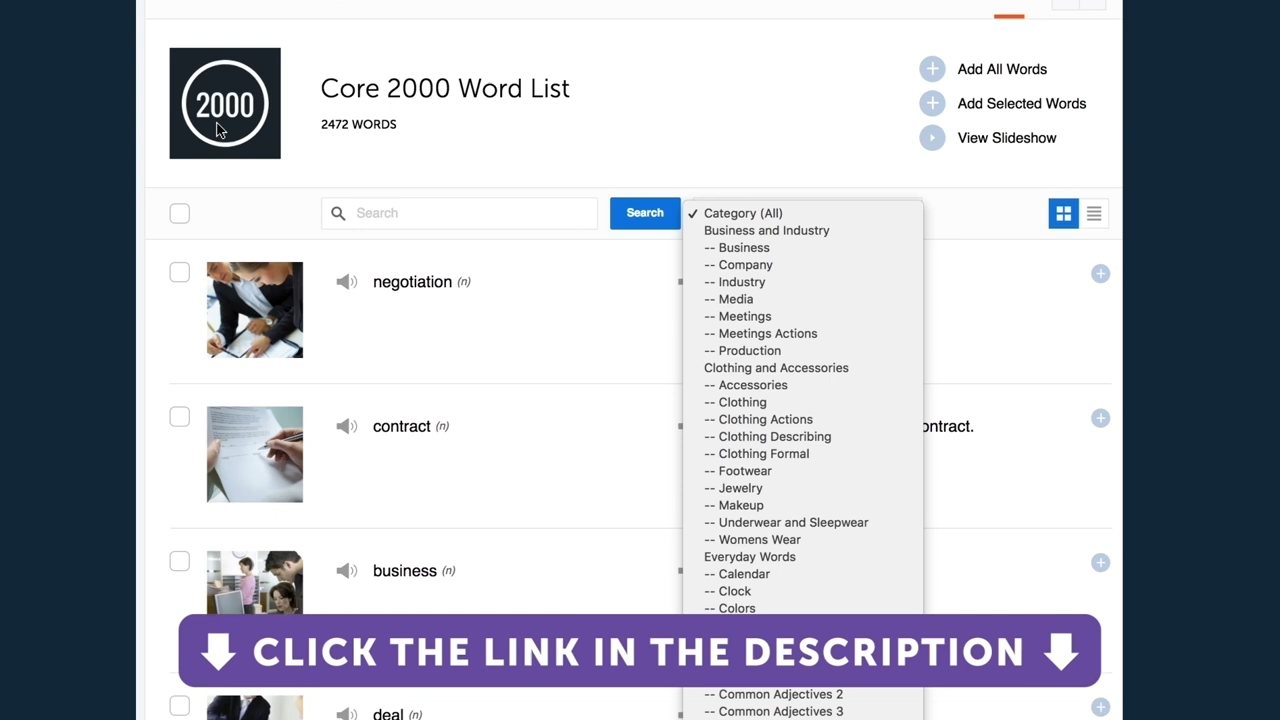 2000
Core 2000 Word List
2472 WORDS
Add All Words
Add Selected Words
View Slideshow
Search
Search
✓ Category (All)
Business and Industry
-- Business
-- Company
-- Industry
-- Media
-- Meetings
-- Meetings Actions
-- Production
Clothing and Accessories
-- Accessories
-- Clothing
-- Clothing Actions
-- Clothing Describing
-- Clothing Formal
-- Footwear
-- Jewelry
-- Makeup
-- Underwear and Sleepwear
-- Womens Wear
Everyday Words
-- Calendar
-- Clock
-- Colors
-- Common Adjectives 2
-- Common Adjectives 3
negotiation (n)
contract (n)
ontract.
business (n)
deal (n)
CLICK THE LINK IN THE DESCRIPTION